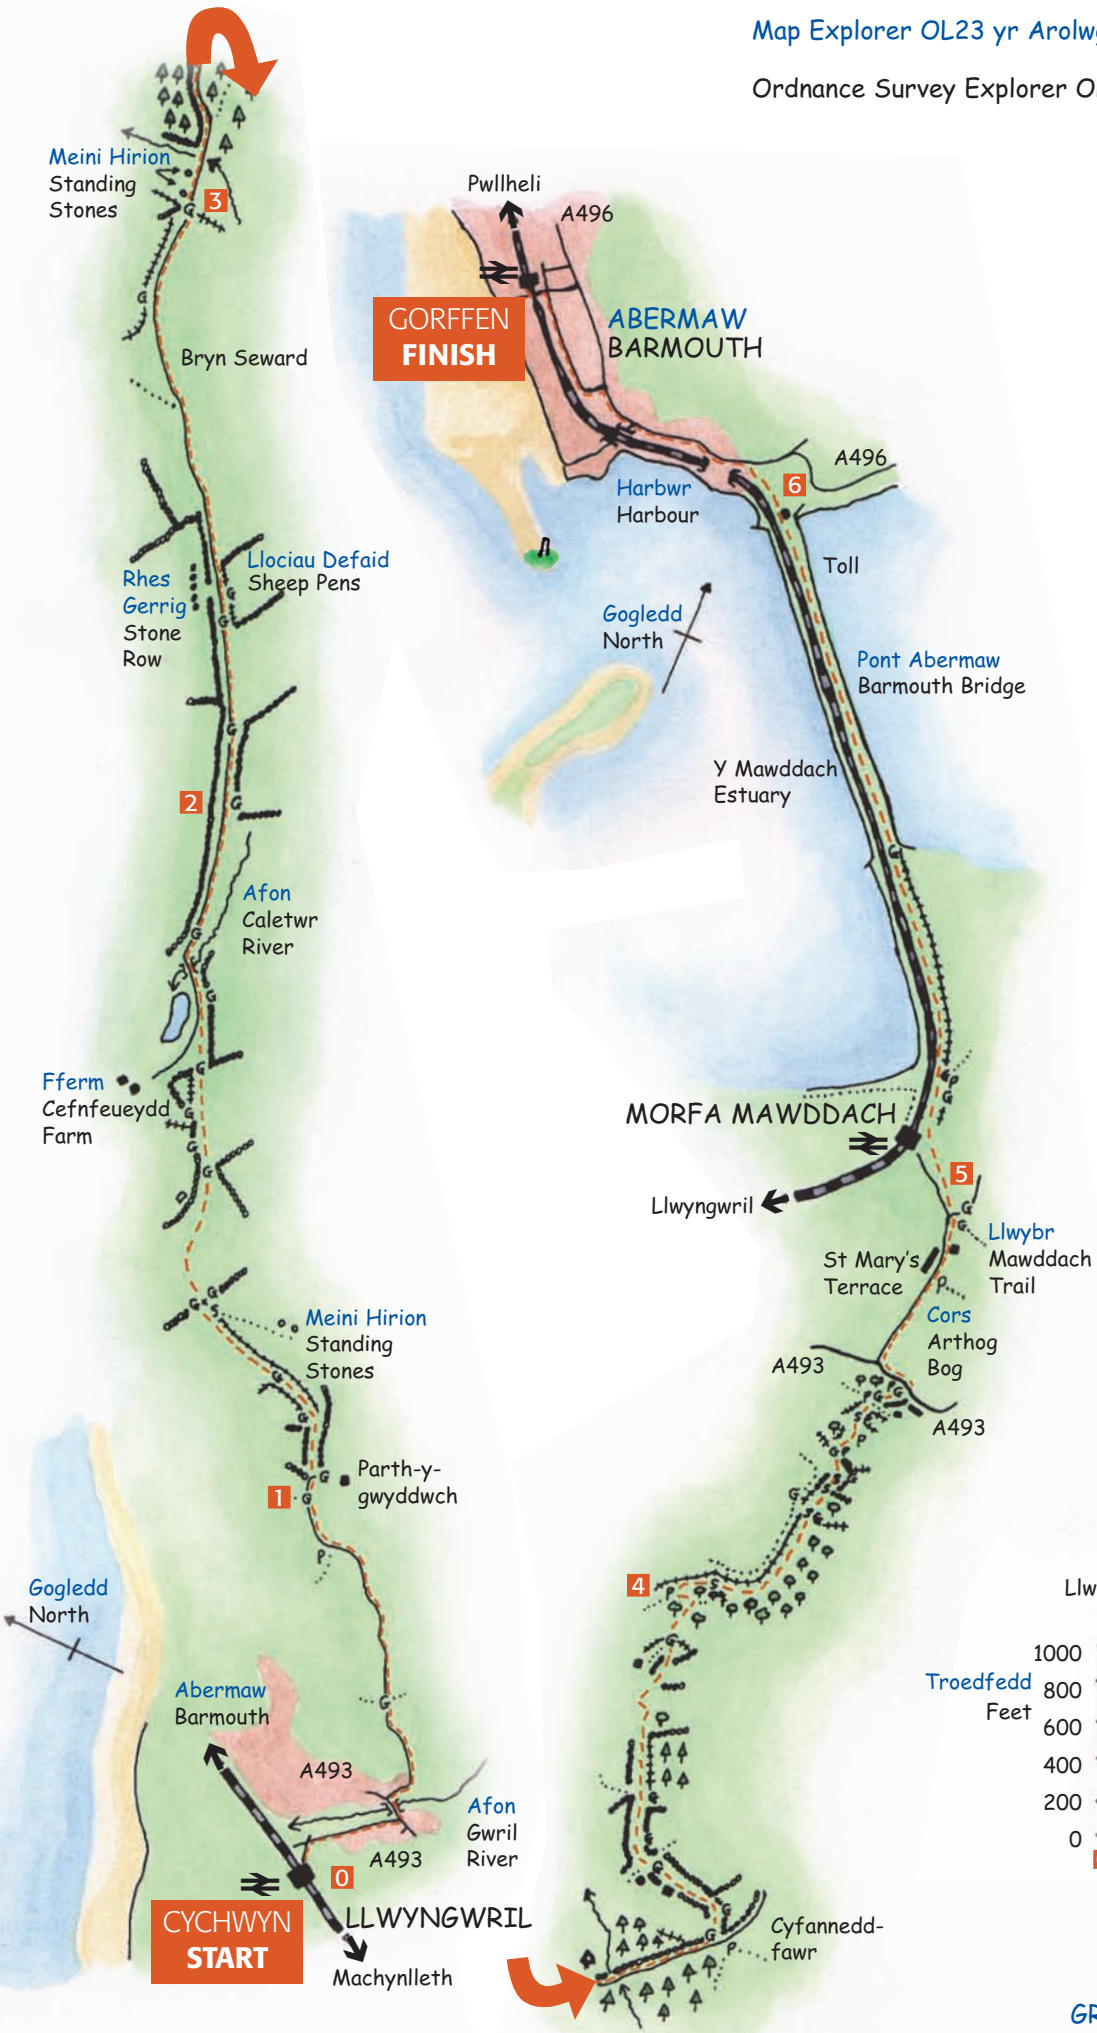 Map Explorer OL23 yr Arolw
Ordnance Survey Explorer O
Meini Hirion
Standing
Stones
3
Bryn Seward
Rhes
Gerrig
Stone
Row
Llociau Defaid
Sheep Pens
2
Afon
Caletwr
River
Fferm
Cefnfeueydd
Farm
Meini Hirion
Standing
Stones
Parth-y-
gwyddwch
1
P
Gogledd
North
Abermaw
Barmouth
A493
Afon
Gwril
River
A493
0
CYCHWYN
START
LLWYNGWRIL
Machynlleth
Pwllheli
A496
GORFFEN
FINISH
ABERMAW
BARMOUTH
A496
6
Harbwr
Harbour
Toll
Gogledd
North
Pont Abermaw
Barmouth Bridge
Y Mawddach
Estuary
MORFA MAWDDACH
5
Llwyngwril
Llwybr
Mawddach
Trail
St Mary's
Terrace
P
Cors
Arthog
Bog
A493
A493
4
Cyfannedd-
fawr
P
Llw
Troedfedd
Feet
1000
800
600
400
200
0
GR